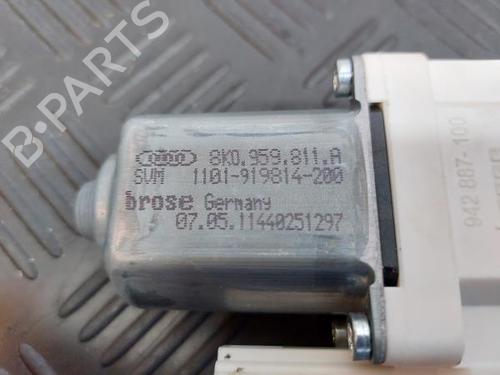 8K0.959.811.A
SVM 1101-919814-200
brose Germany
07.05.11440251297
942 887-100
B-Parts